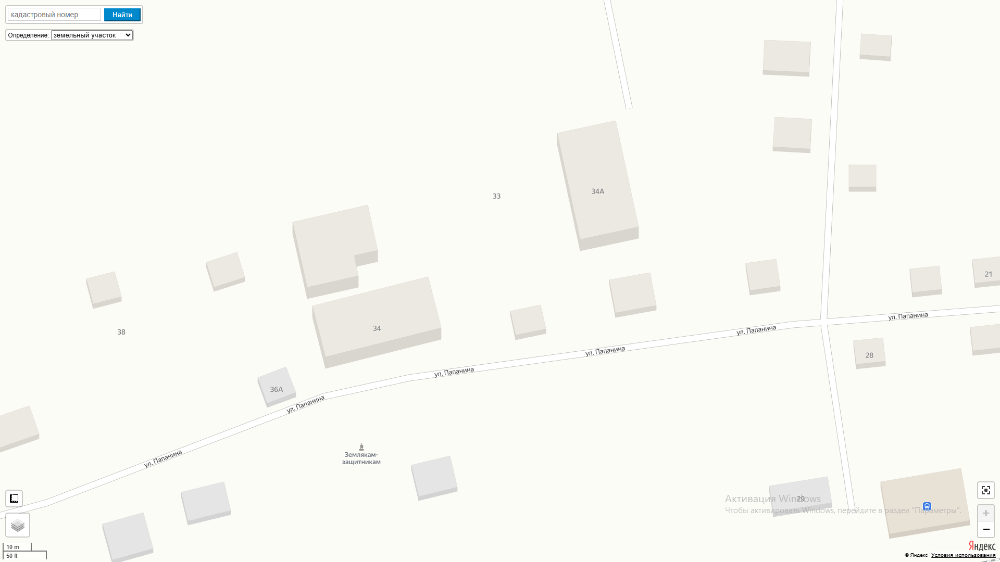 кадастровый номер
Найти
Определение: земельный участок
33
34А
21
38
34
ул. Папанина
ул. Папанина
ул. Папанина
ул. Папанина
28
36А
ул. Папанина
ул. Папанина
Землякам-
защитникам
29
Активация Windows
Чтобы активировать Windows, перейдите в раздел "Параметры".
+
−
10 m
50 ft
Яндекс
© Яндекс Условия использования